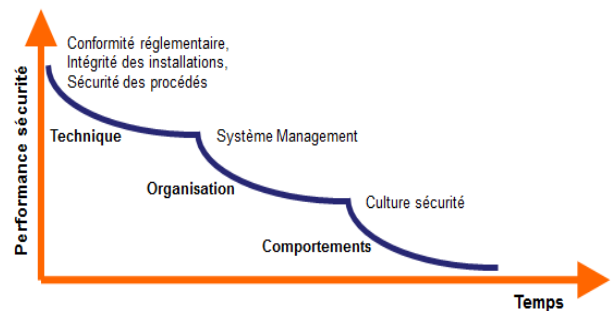 Performance sécurité
Conformité réglementaire,
Intégrité des installations,
Sécurité des procédés
Technique
Système Management
Organisation
Culture sécurité
Comportements
Temps